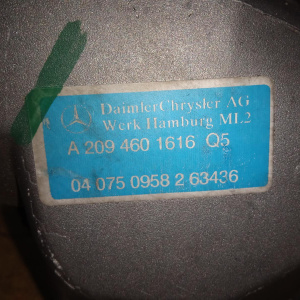 DaimlerChrysler AG
Werk Hamburg ML2
A 209 460 1616 Q5
04 075 0958 2 63436